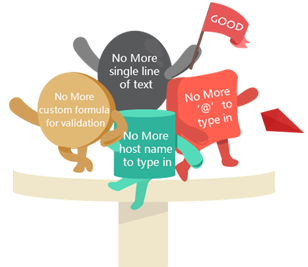 GOOD
No More
single line
of text
No More
custom formula
for validation
No More
'@' to
type in
No More
host name
to type in